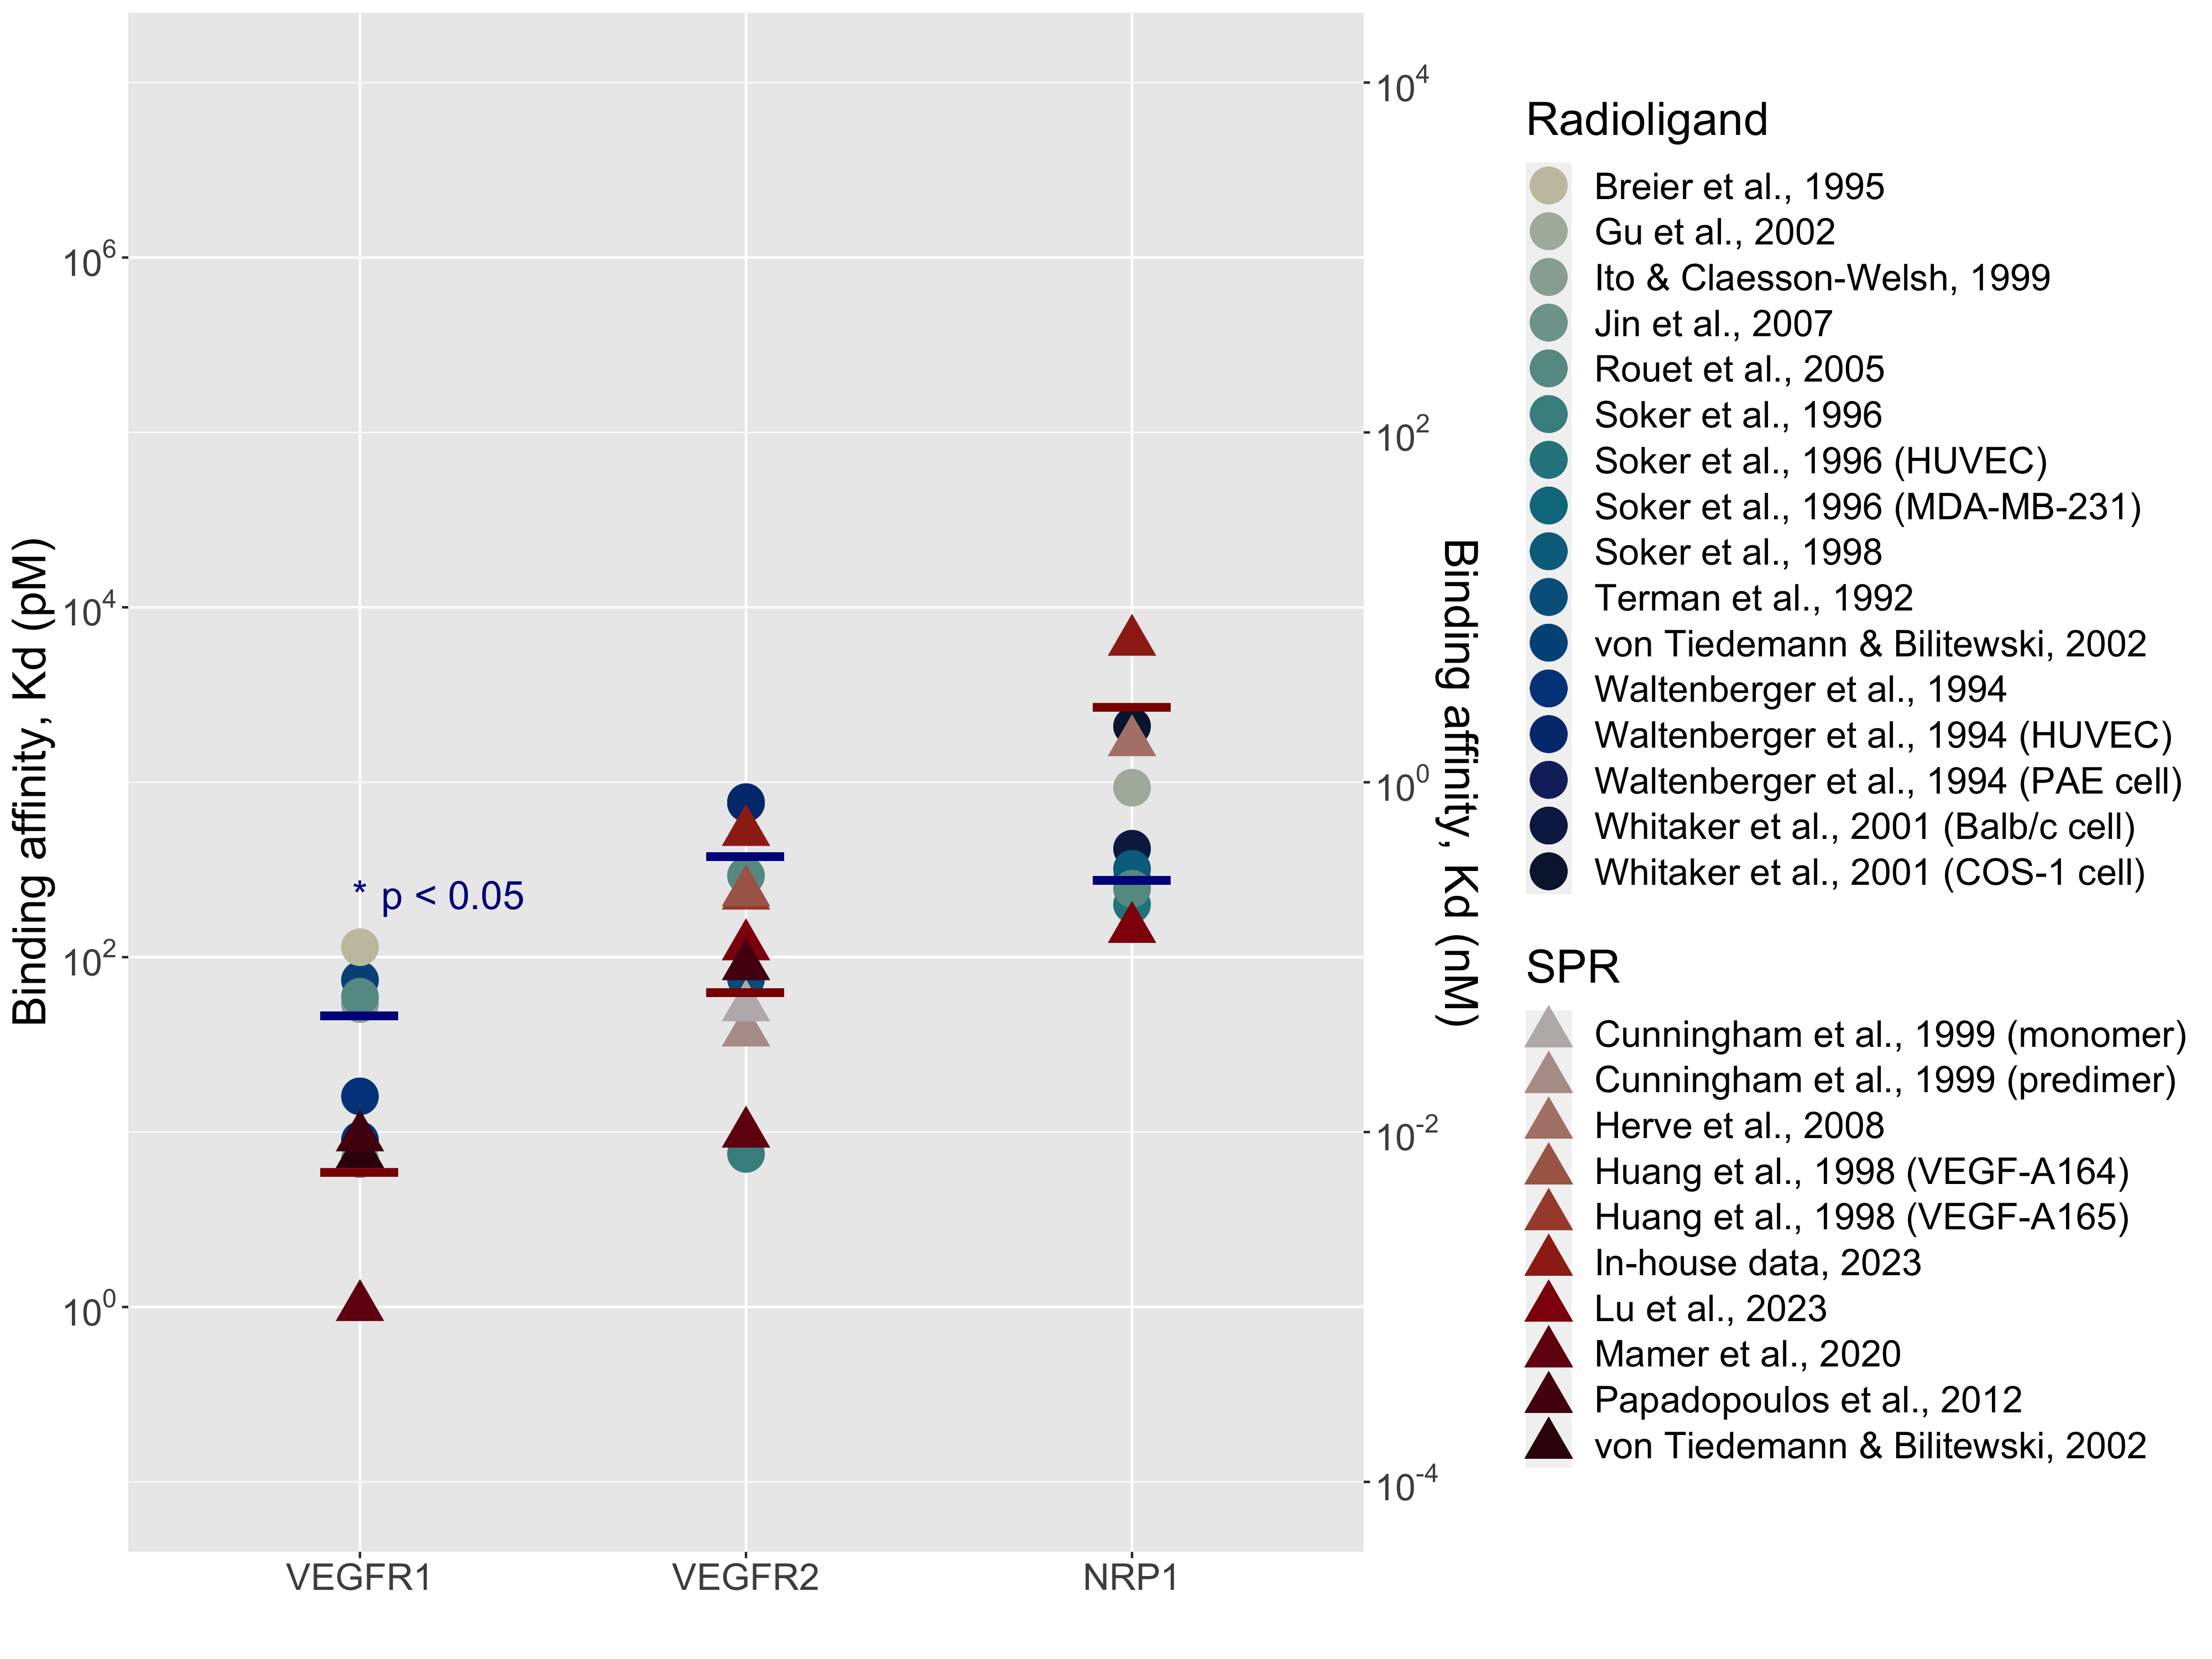 Binding affinity, Kd (pM)
10^6
10^4
10^2
10^0
* p < 0.05
VEGFR1
VEGFR2
NRP1
10^4
10^2
10^0
10^-2
10^-4
Binding affinity, Kd (nM)
Radioligand
Breier et al., 1995
Gu et al., 2002
Ito & Claesson-Welsh, 1999
Jin et al., 2007
Rouet et al., 2005
Soker et al., 1996
Soker et al., 1996 (HUVEC)
Soker et al., 1996 (MDA-MB-231)
Soker et al., 1998
Terman et al., 1992
von Tiedemann & Bilitewski, 2002
Waltenberger et al., 1994
Waltenberger et al., 1994 (HUVEC)
Waltenberger et al., 1994 (PAE cell)
Whitaker et al., 2001 (Balb/c cell)
Whitaker et al., 2001 (COS-1 cell)
SPR
Cunningham et al., 1999 (monomer)
Cunningham et al., 1999 (predimer)
Herve et al., 2008
Huang et al., 1998 (VEGF-A164)
Huang et al., 1998 (VEGF-A165)
In-house data, 2023
Lu et al., 2023
Mamer et al., 2020
Papadopoulos et al., 2012
von Tiedemann & Bilitewski, 2002